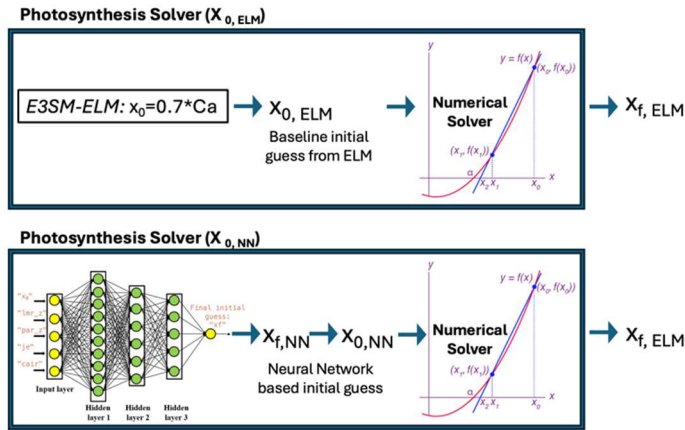 Photosynthesis Solver (X 0, ELM)
E3SM-ELM: x0=0.7*Ca
X0, ELM
Baseline initial
guess from ELM
Numerical
Solver
y
y = f(x)
(x0, f(x0))
(x1, f(x1))
α
x2 x1
x0
x
Xf, ELM
Photosynthesis Solver (X 0, NN)
"lmr_z"
"par_z"
"je"
"cair"
Input layer
Hidden
layer 1
Hidden
layer 2
Hidden
layer 3
Final initial
guess:
"xf"
Xf,NN
X0,NN
Neural Network
based initial guess
Numerical
Solver
y
y = f(x)
(x0, f(x0))
(x1, f(x1))
α
x2 x1
x0
x
Xf, ELM